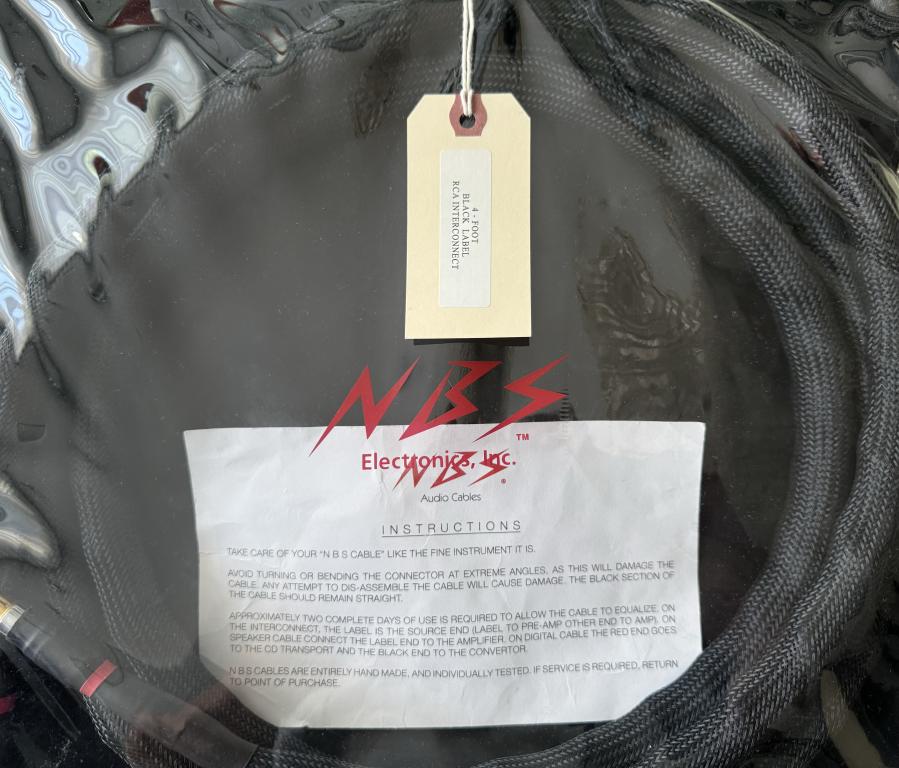 4 - FOOT
BLACK LABEL
RCA INTERCONNECT
NBS™
Electronics, Inc.
NBS®
Audio Cables
INSTRUCTIONS
TAKE CARE OF YOUR "N B S CABLE" LIKE THE FINE INSTRUMENT IT IS.
AVOID TURNING OR BENDING THE CONNECTOR AT EXTREME ANGLES, AS THIS WILL DAMAGE THE
CABLE. ANY ATTEMPT TO DIS-ASSEMBLE THE CABLE WILL CAUSE DAMAGE. THE BLACK SECTION OF
THE CABLE SHOULD REMAIN STRAIGHT.
APPROXIMATELY TWO COMPLETE DAYS OF USE IS REQUIRED TO ALLOW THE CABLE TO EQUALIZE. ON
THE INTERCONNECT, THE LABEL IS THE SOURCE END (LABEL TO PRE-AMP OTHER END TO AMP). ON
SPEAKER CABLE CONNECT THE LABEL END TO THE AMPLIFIER. ON DIGITAL CABLE THE RED END GOES
TO THE CD TRANSPORT AND THE BLACK END TO THE CONVERTOR.
N B S CABLES ARE ENTIRELY HAND MADE, AND INDIVIDUALLY TESTED. IF SERVICE IS REQUIRED, RETURN
TO POINT OF PURCHASE.